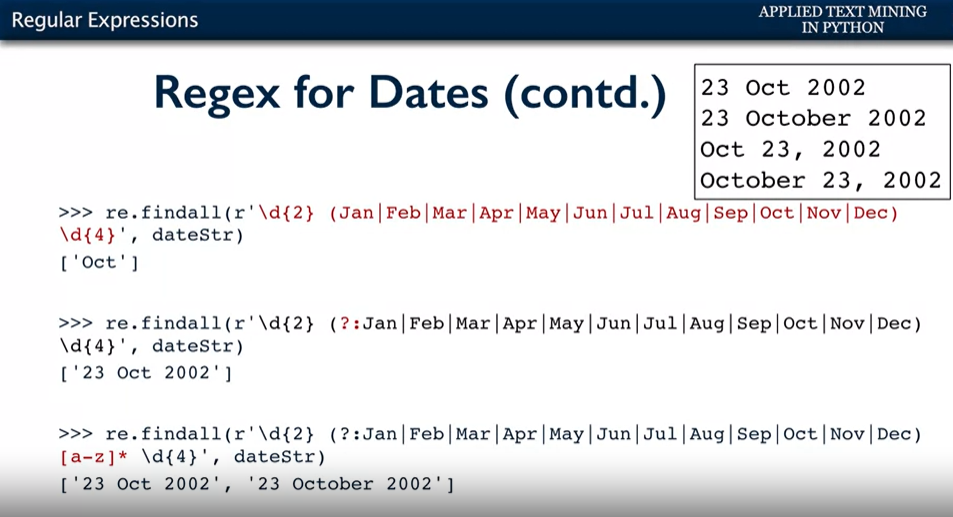 Regular Expressions
APPLIED TEXT MINING
IN PYTHON
Regex for Dates (contd.)
23 Oct 2002
23 October 2002
Oct 23, 2002
October 23, 2002
>>> re.findall(r'\d{2} (Jan|Feb|Mar|Apr|May|Jun|Jul|Aug|Sep|Oct|Nov|Dec)
\d{4}', dateStr)
['Oct']
>>> re.findall(r'\d{2} (?:Jan|Feb|Mar|Apr|May|Jun|Jul|Aug|Sep|Oct|Nov|Dec)
\d{4}', dateStr)
['23 Oct 2002']
>>> re.findall(r'\d{2} (?:Jan|Feb|Mar|Apr|May|Jun|Jul|Aug|Sep|Oct|Nov|Dec)
[a-z]* \d{4}', dateStr)
['23 Oct 2002', '23 October 2002']